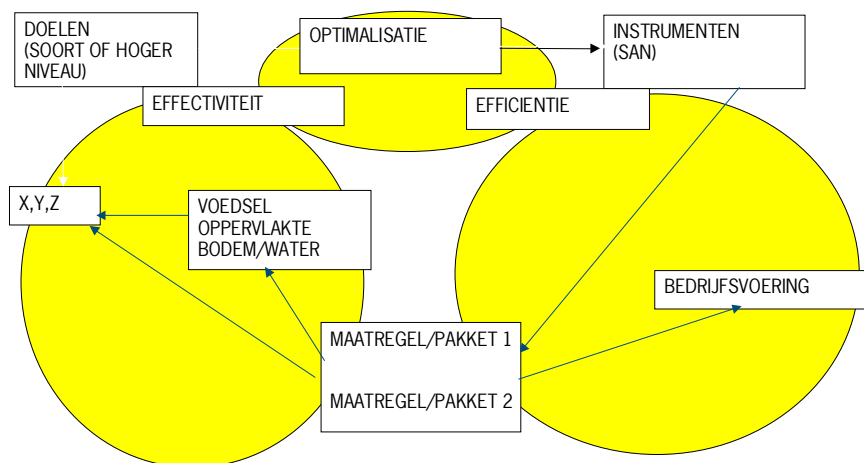 DOELEN
(SOORT OF HOGER
NIVEAU)
OPTIMALISATIE
INSTRUMENTEN
(SAN)
EFFECTIVITEIT
EFFICIENTIE
X,Y,Z
VOEDSEL
OPPERVLAKTE
BODEM/WATER
BEDRIJFSVOERING
MAATREGEL/PAKKET 1
MAATREGEL/PAKKET 2